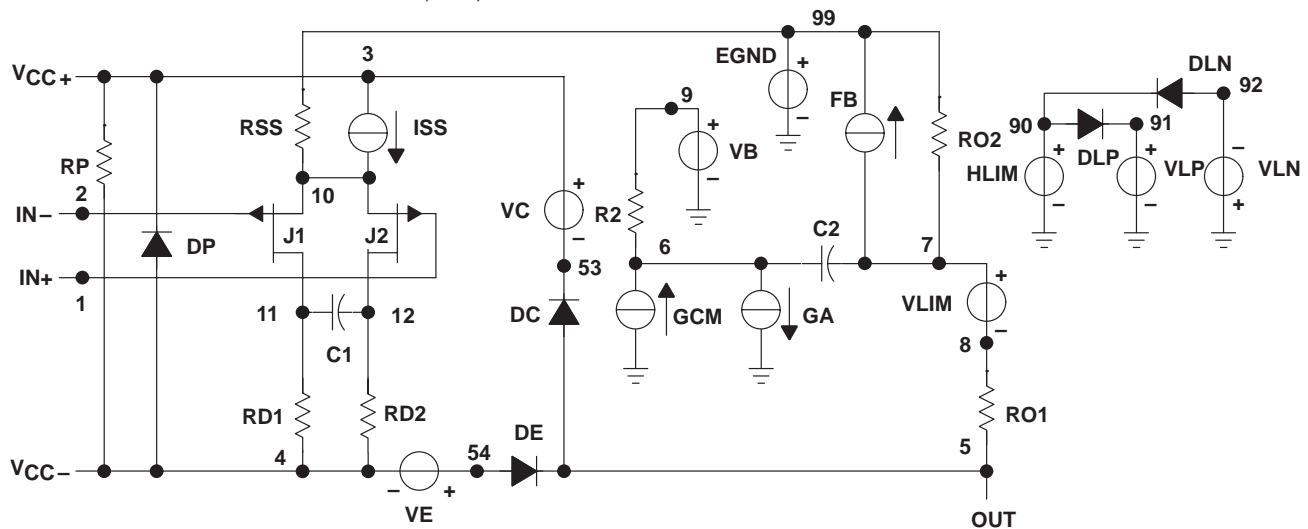 99
3
VCC+
EGND
+
−
FB
DLN
92
RSS
ISS
9
+
VB
−
RO2
90
91
DLP
+
HLIM
−
+
VLP
−
−
VLN
+
RP
2
10
IN−
J1
J2
VC
+
−
R2
C2
DP
6
7
IN+
1
53
11
12
C1
DC
GCM
GA
VLIM
+
−
8
RD1
RD2
RO1
DE
5
4
54
VCC−
−
+
VE
OUT